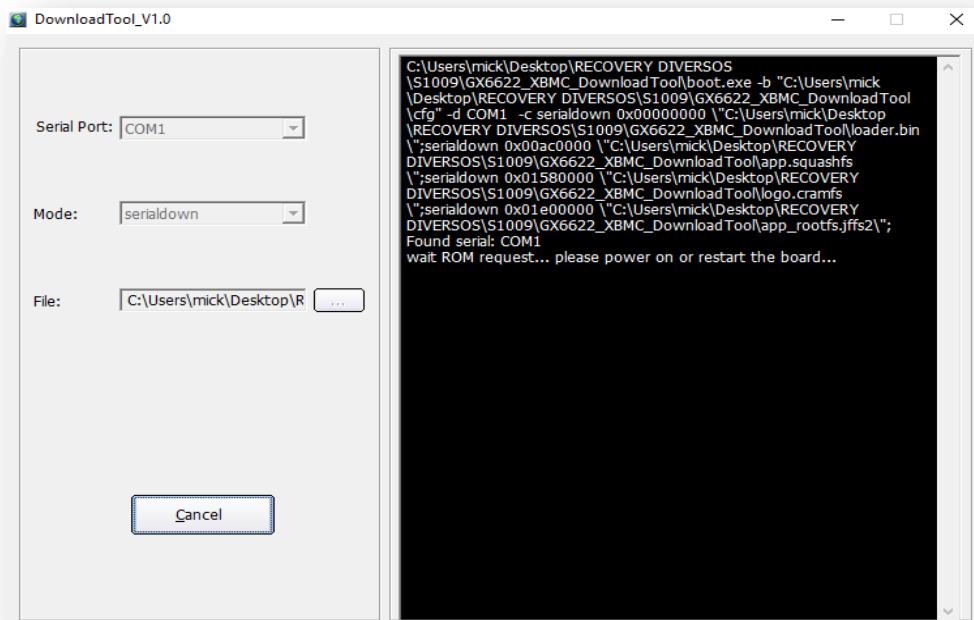 DownloadTool_V1.0
Serial Port:
COM1
Mode:
serialdown
File:
C:\Users\mick\Desktop\R
...
Cancel
C:\Users\mick\Desktop\RECOVERY DIVERSOS
\S1009\GX6622_XBMC_DownloadTool\boot.exe -b "C:\Users\mick
\Desktop\RECOVERY DIVERSOS\S1009\GX6622_XBMC_DownloadTool
\cfg" -d COM1  -c serialdown 0x00000000 \"C:\Users\mick\Desktop
\RECOVERY DIVERSOS\S1009\GX6622_XBMC_DownloadTool\loader.bin
\";serialdown 0x00ac0000 \"C:\Users\mick\Desktop\RECOVERY
DIVERSOS\S1009\GX6622_XBMC_DownloadTool\app.squashfs
\";serialdown 0x01580000 \"C:\Users\mick\Desktop\RECOVERY
DIVERSOS\S1009\GX6622_XBMC_DownloadTool\logo.cramfs
\";serialdown 0x01e00000 \"C:\Users\mick\Desktop\RECOVERY
DIVERSOS\S1009\GX6622_XBMC_DownloadTool\app_rootfs.jffs2\";
Found serial: COM1
wait ROM request... please power on or restart the board...